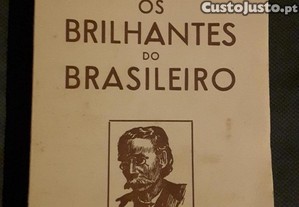 CustoJusto.pt
OS
BRILHANTES
DO
BRASILEIRO